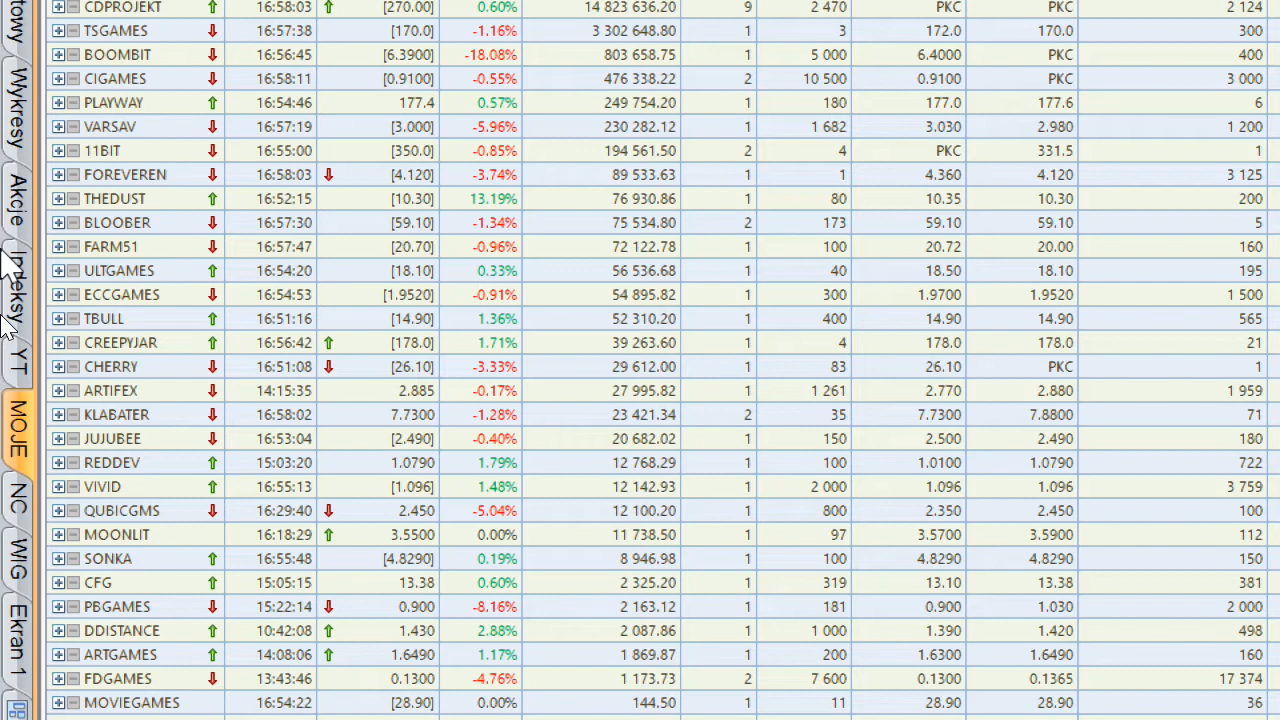 towy
Wykresy
Akcje
Indeksy
YT
MOJE
NC
WIG
Ekran 1
CDPROJEKT 16:58:03 [270.00] 0.60% 14 823 636.20 9 2 470 PKC PKC 2 124
TSGAMES 16:57:38 [170.0] -1.16% 3 302 648.80 1 3 172.0 170.0 300
BOOMBIT 16:56:45 [6.3900] -18.08% 803 658.75 1 5 000 6.4000 PKC 400
CIGAMES 16:58:11 [0.9100] -0.55% 476 338.22 2 10 500 0.9100 PKC 3 000
PLAYWAY 16:54:46 177.4 0.57% 249 754.20 1 180 177.0 177.6 6
VARSAV 16:57:19 [3.000] -5.96% 230 282.12 1 1 682 3.030 2.980 1 200
11BIT 16:55:00 [350.0] -0.85% 194 561.50 2 4 PKC 331.5 1
FOREVEREN 16:58:03 [4.120] -3.74% 89 533.63 1 1 4.360 4.120 3 125
THEDUST 16:52:15 [10.30] 13.19% 76 930.86 1 80 10.35 10.30 200
BLOOBER 16:57:30 [59.10] -1.34% 75 534.80 2 173 59.10 59.10 5
FARM51 16:57:47 [20.70] -0.96% 72 122.78 1 100 20.72 20.00 160
ULTGAMES 16:54:20 [18.10] 0.33% 56 536.68 1 40 18.50 18.10 195
ECCGAMES 16:54:53 [1.9520] -0.91% 54 895.82 1 300 1.9700 1.9520 1 500
TBULL 16:51:16 [14.90] 1.36% 52 310.20 1 400 14.90 14.90 565
CREEPYJAR 16:56:42 [178.0] 1.71% 39 263.60 1 4 178.0 178.0 21
CHERRY 16:51:08 [26.10] -3.33% 29 612.00 1 83 26.10 PKC 1
ARTIFEX 14:15:35 2.885 -0.17% 27 995.82 1 1 261 2.770 2.880 1 959
KLABATER 16:58:02 7.7300 -1.28% 23 421.34 2 35 7.7300 7.8800 71
JUJUBEE 16:53:04 [2.490] -0.40% 20 682.02 1 150 2.500 2.490 180
REDDEV 15:03:20 1.0790 1.79% 12 768.29 1 100 1.0100 1.0790 722
VIVID 16:55:13 [1.096] 1.48% 12 142.93 1 2 000 1.096 1.096 3 759
QUBICGMS 16:29:40 2.450 -5.04% 12 100.20 1 800 2.350 2.450 100
MOONLIT 16:18:29 3.5500 0.00% 11 738.50 1 97 3.5700 3.5900 112
SONKA 16:55:48 [4.8290] 0.19% 8 946.98 1 100 4.8290 4.8290 150
CFG 15:05:15 13.38 0.60% 2 325.20 1 319 13.10 13.38 381
PBGAMES 15:22:14 0.900 -8.16% 2 163.12 1 181 0.900 1.030 2 000
DDISTANCE 10:42:08 1.430 2.88% 2 087.86 1 1 000 1.390 1.420 498
ARTGAMES 14:08:06 1.6490 1.17% 1 869.87 1 200 1.6300 1.6490 160
FDGAMES 13:43:46 0.1300 -4.76% 1 173.73 2 7 600 0.1300 0.1365 17 374
MOVIEGAMES 16:54:22 [28.90] 0.00% 144.50 1 11 28.90 28.90 36